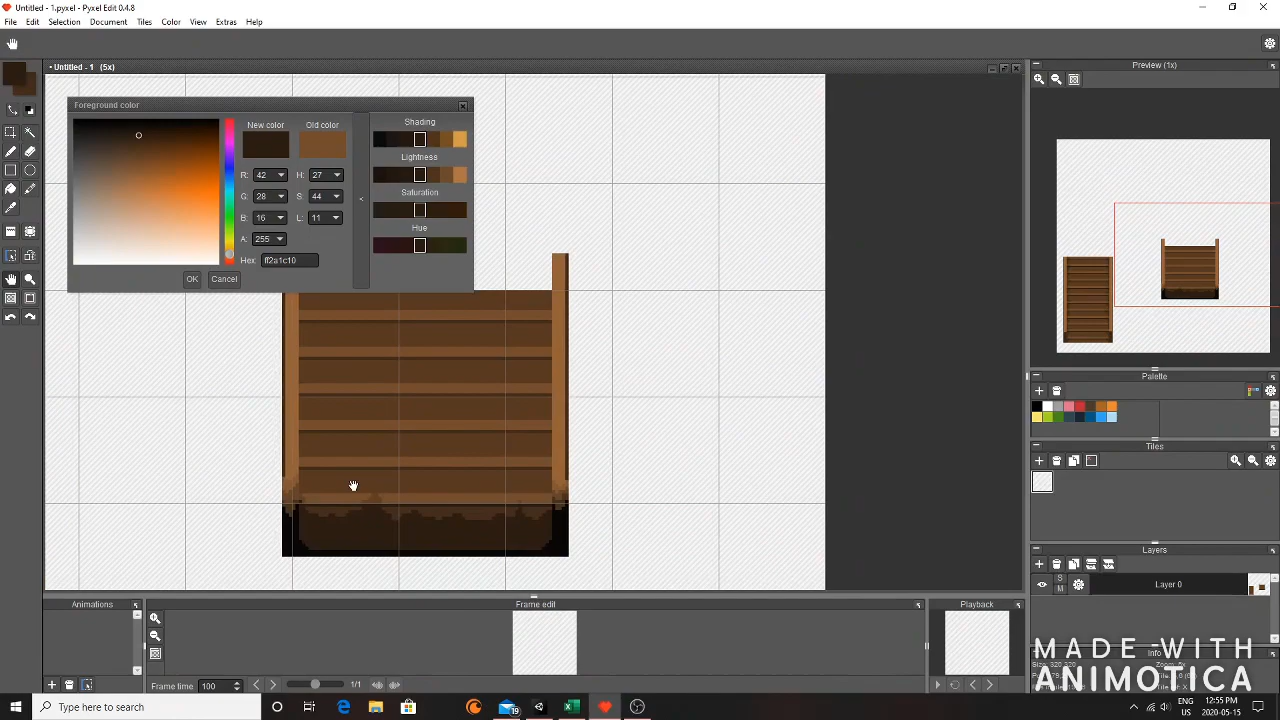 Untitled - 1.pyxel - Pyxel Edit 0.4.8
File Edit Selection Document Tiles Color View Extras Help
• Untitled - 1 (5x)
Preview (1x)
Foreground color
New color Old color
Shading
Lightness
R: 42 H: 27
Saturation
G: 28 S: 44
B: 16 L: 11
Hue
A: 255
Hex: ff2a1c10
OK Cancel
Palette
Tiles
Layers
S
M
Layer 0
Animations
Frame edit
Playback
MADE WITH
Info
ANIMOTICA
Frame time 100
1/1
Type here to search
19
12:55 PM
US
2020-05-15